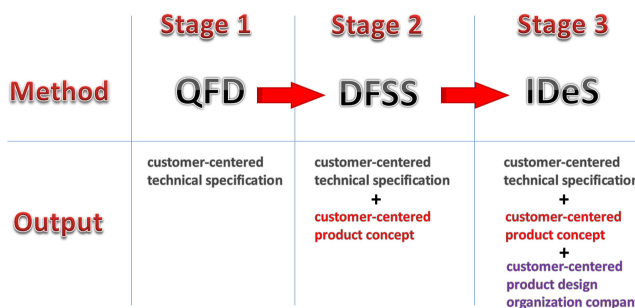 Stage 1 Stage 2 Stage 3
Method QFD DFSS IDeS
customer-centered
technical specification
customer-centered
technical specification
+
customer-centered
product concept
customer-centered
technical specification
+
customer-centered
product concept
+
customer-centered
product design
organization company
Output